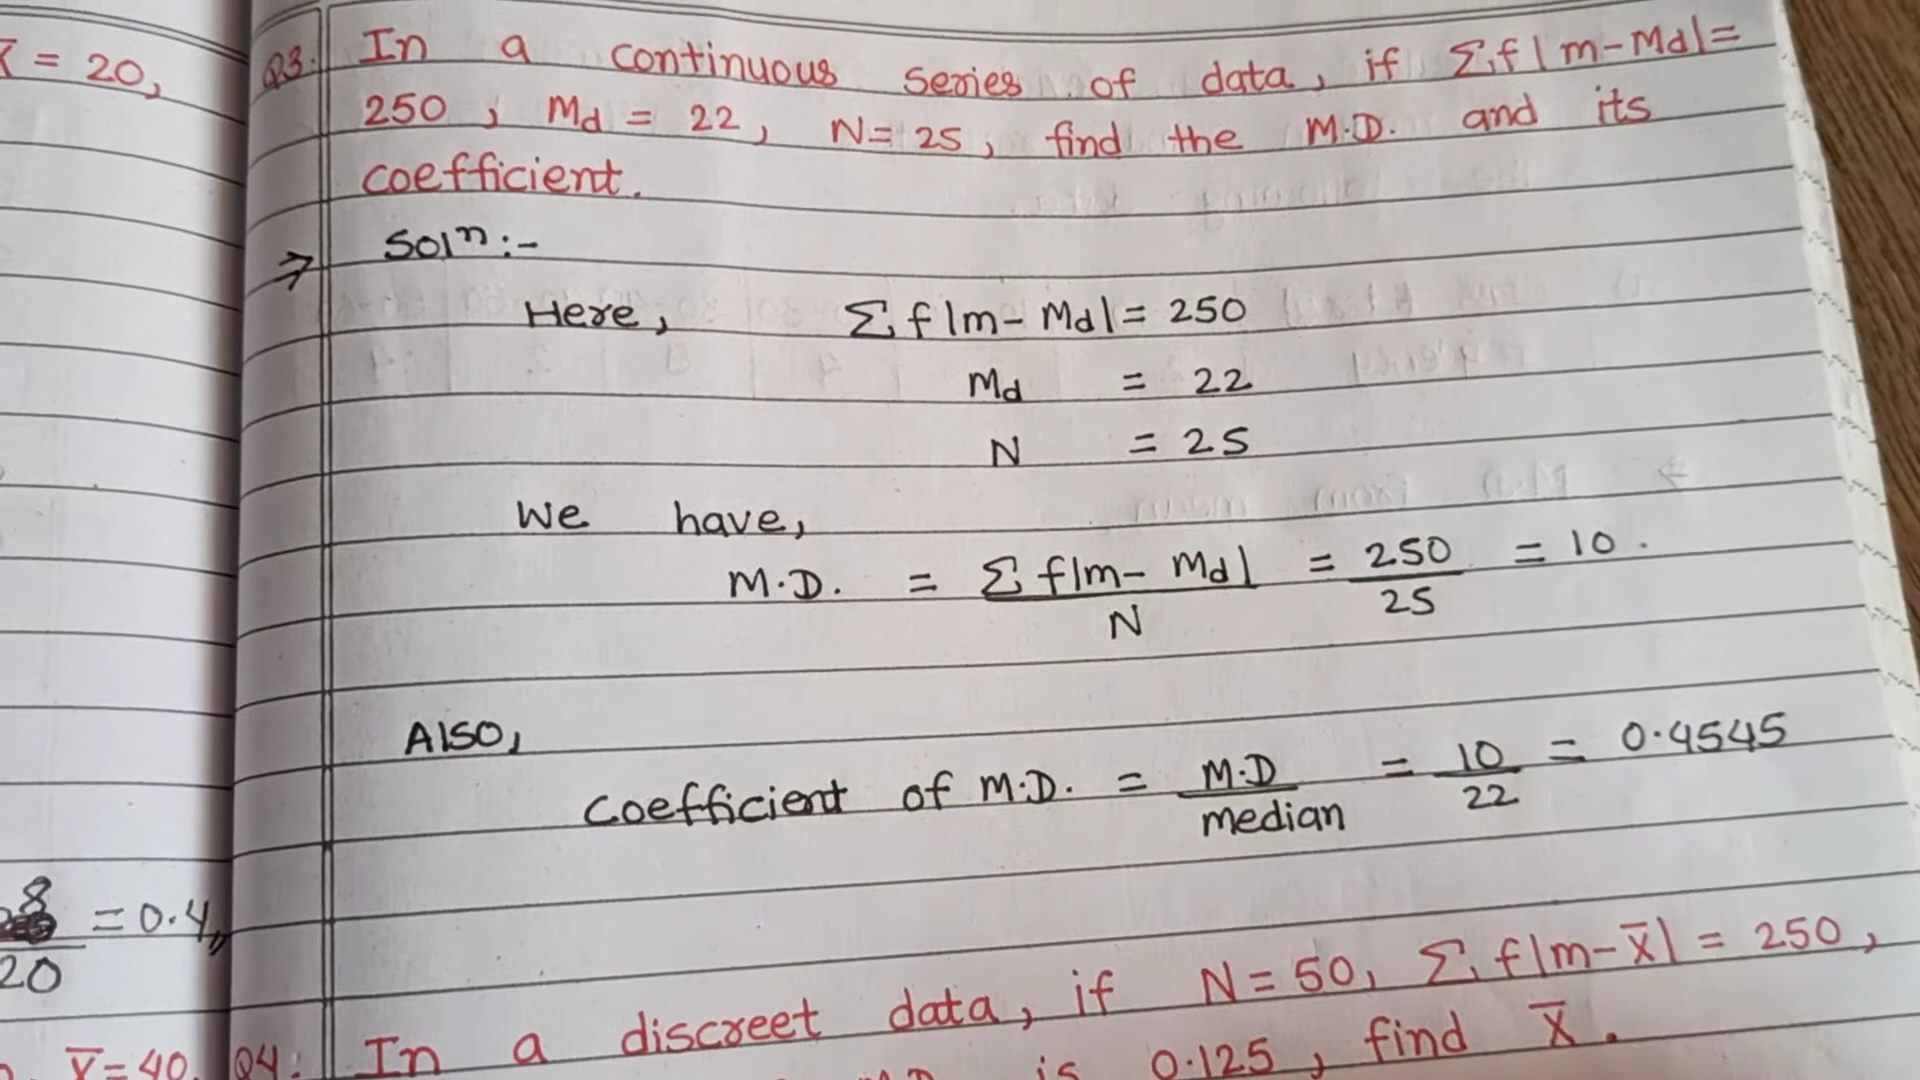 x̄ = 20,
Q3. In a continuous series of data, if Σf|m-Md|=
250 ; Md = 22, N= 25, find the M.D. and its
coefficient.
⇒ Solⁿ:-
Here, Σf|m- Md|= 250
Md = 22
N = 25
We have,
M.D. = Σf|m- Md|/N = 250/25 = 10.
Also,
Coefficient of M.D. = M.D/median = 10/22 = 0.4545
8/20 = 0.4,,
x̄=40. Q4: In a discreet data, if N=50, Σf|m-x̄| = 250,
M.D. is 0.125, find x̄.